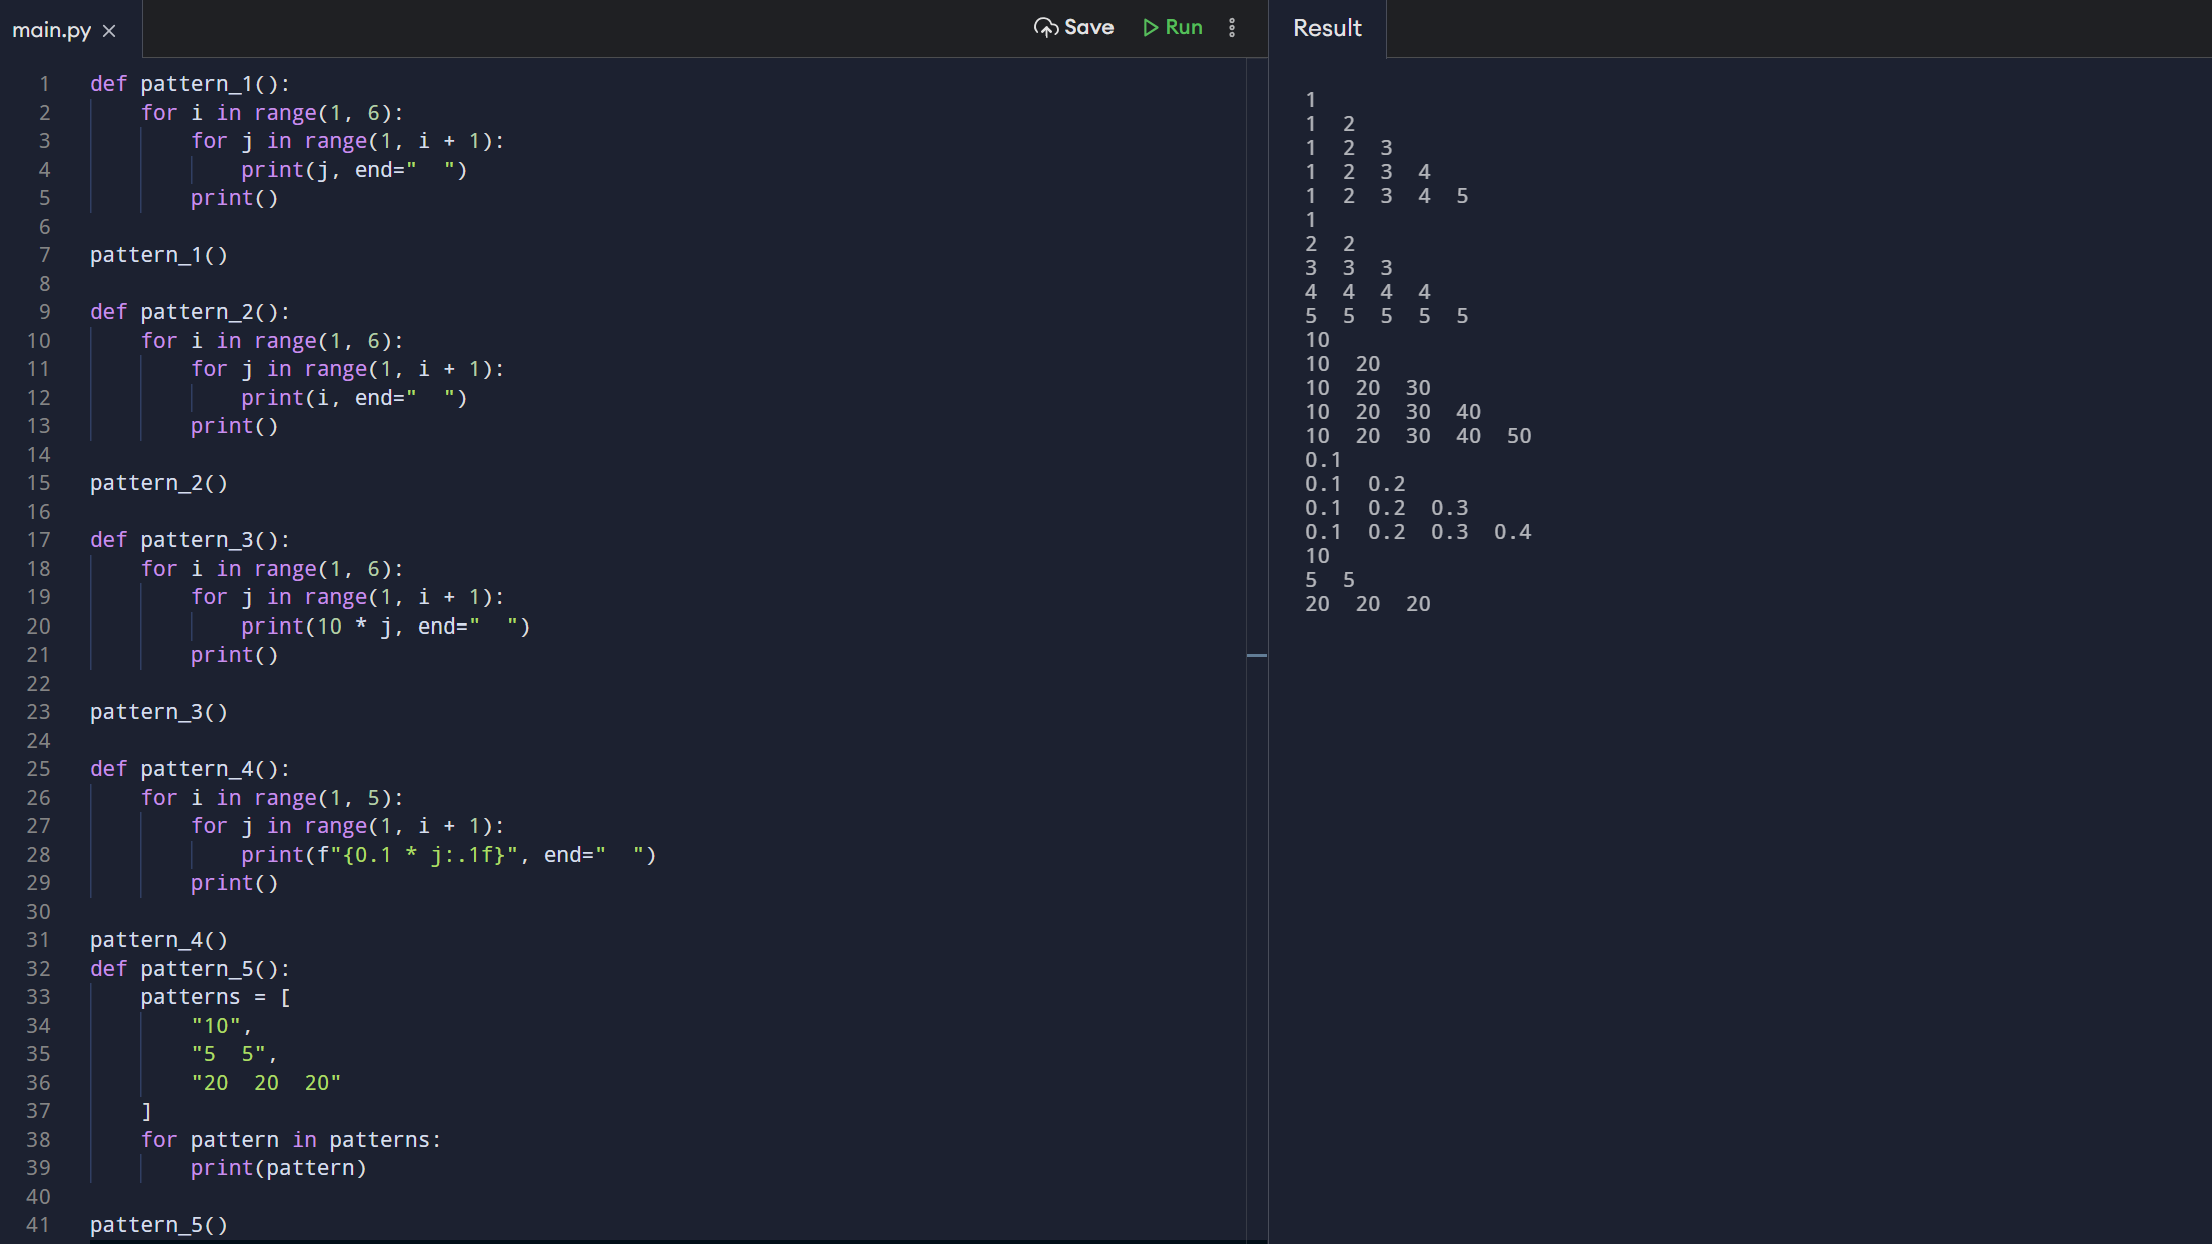 main.py ×
Save Run
Result
1 def pattern_1():
2     for i in range(1, 6):
3         for j in range(1, i + 1):
4             print(j, end="  ")
5         print()
6
7 pattern_1()
8
9 def pattern_2():
10     for i in range(1, 6):
11         for j in range(1, i + 1):
12             print(i, end="  ")
13         print()
14
15 pattern_2()
16
17 def pattern_3():
18     for i in range(1, 6):
19         for j in range(1, i + 1):
20             print(10 * j, end="  ")
21         print()
22
23 pattern_3()
24
25 def pattern_4():
26     for i in range(1, 5):
27         for j in range(1, i + 1):
28             print(f"{0.1 * j:.1f}", end="  ")
29         print()
30
31 pattern_4()
32 def pattern_5():
33     patterns = [
34         "10",
35         "5  5",
36         "20  20  20"
37     ]
38     for pattern in patterns:
39         print(pattern)
40
41 pattern_5()
1
1  2
1  2  3
1  2  3  4
1  2  3  4  5
1
2  2
3  3  3
4  4  4  4
5  5  5  5  5
10
10  20
10  20  30
10  20  30  40
10  20  30  40  50
0.1
0.1  0.2
0.1  0.2  0.3
0.1  0.2  0.3  0.4
10
5  5
20  20  20